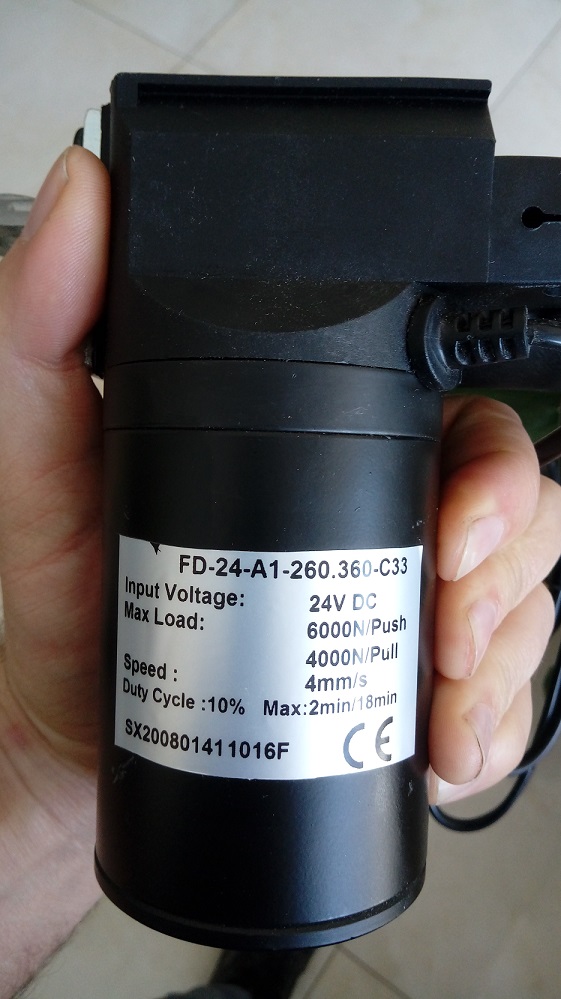 FD-24-A1-260.360-C33
Input Voltage: 24V DC
Max Load: 6000N/Push
4000N/Pull
Speed : 4mm/s
Duty Cycle :10% Max:2min/18min
SX200801411016F CE